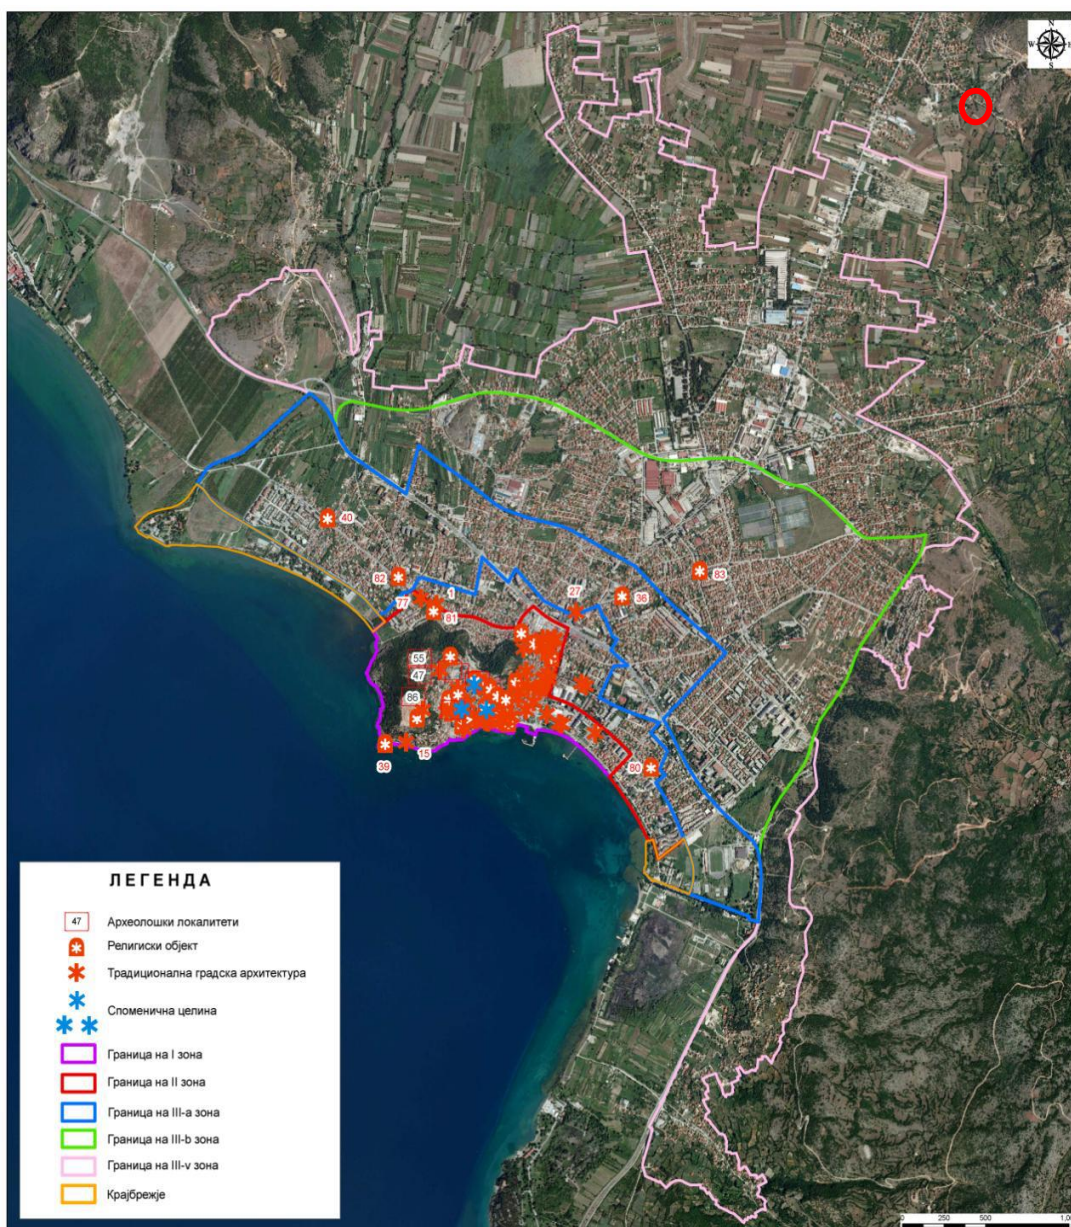 N
W
E
S
40
82
77
1
81
27
36
83
55
47
86
39
15
80
ЛЕГЕНДА
47 Археолошки локалитети
Религиски објект
Традиционална градска архитектура
Споменична целина
Граница на I зона
Граница на II зона
Граница на III-a зона
Граница на III-b зона
Граница на III-v зона
Крајбрежје
0 250 500